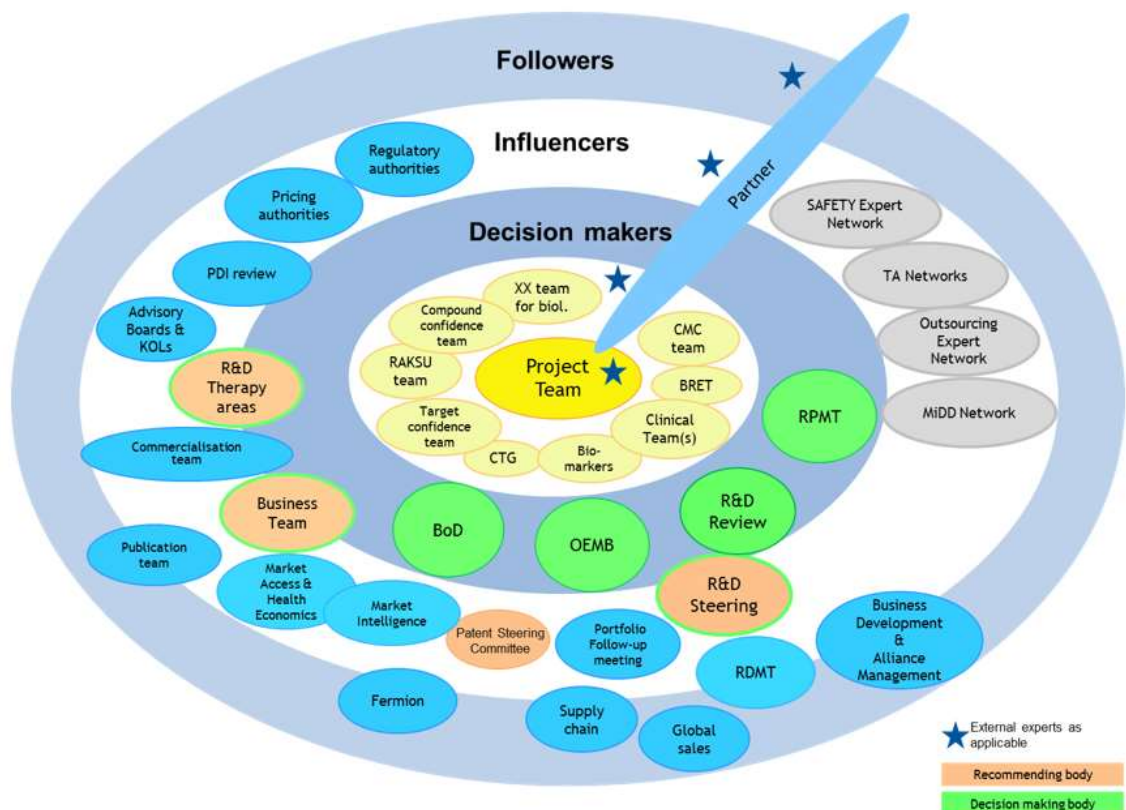 Followers
Influencers
Decision makers
Partner
Regulatory
authorities
Pricing
authorities
PDI review
Advisory
Boards &
KOLs
R&D
Therapy
areas
Commercialisation
team
Business
Team
Publication
team
Market
Access &
Health
Economics
Market
Intelligence
Patent Steering
Committee
Fermion
Portfolio
Follow-up
meeting
Supply
chain
Global
sales
RDMT
Business
Development
&
Alliance
Management
R&D
Steering
R&D
Review
OEMB
BoD
RPMT
SAFETY Expert
Network
TA Networks
Outsourcing
Expert
Network
MiDD Network
XX team
for biol.
Compound
confidence
team
RAKSU
team
Target
confidence
team
CTG
Bio-
markers
Clinical
Team(s)
BRET
CMC
team
Project
Team
External experts as
applicable
Recommending body
Decision making body